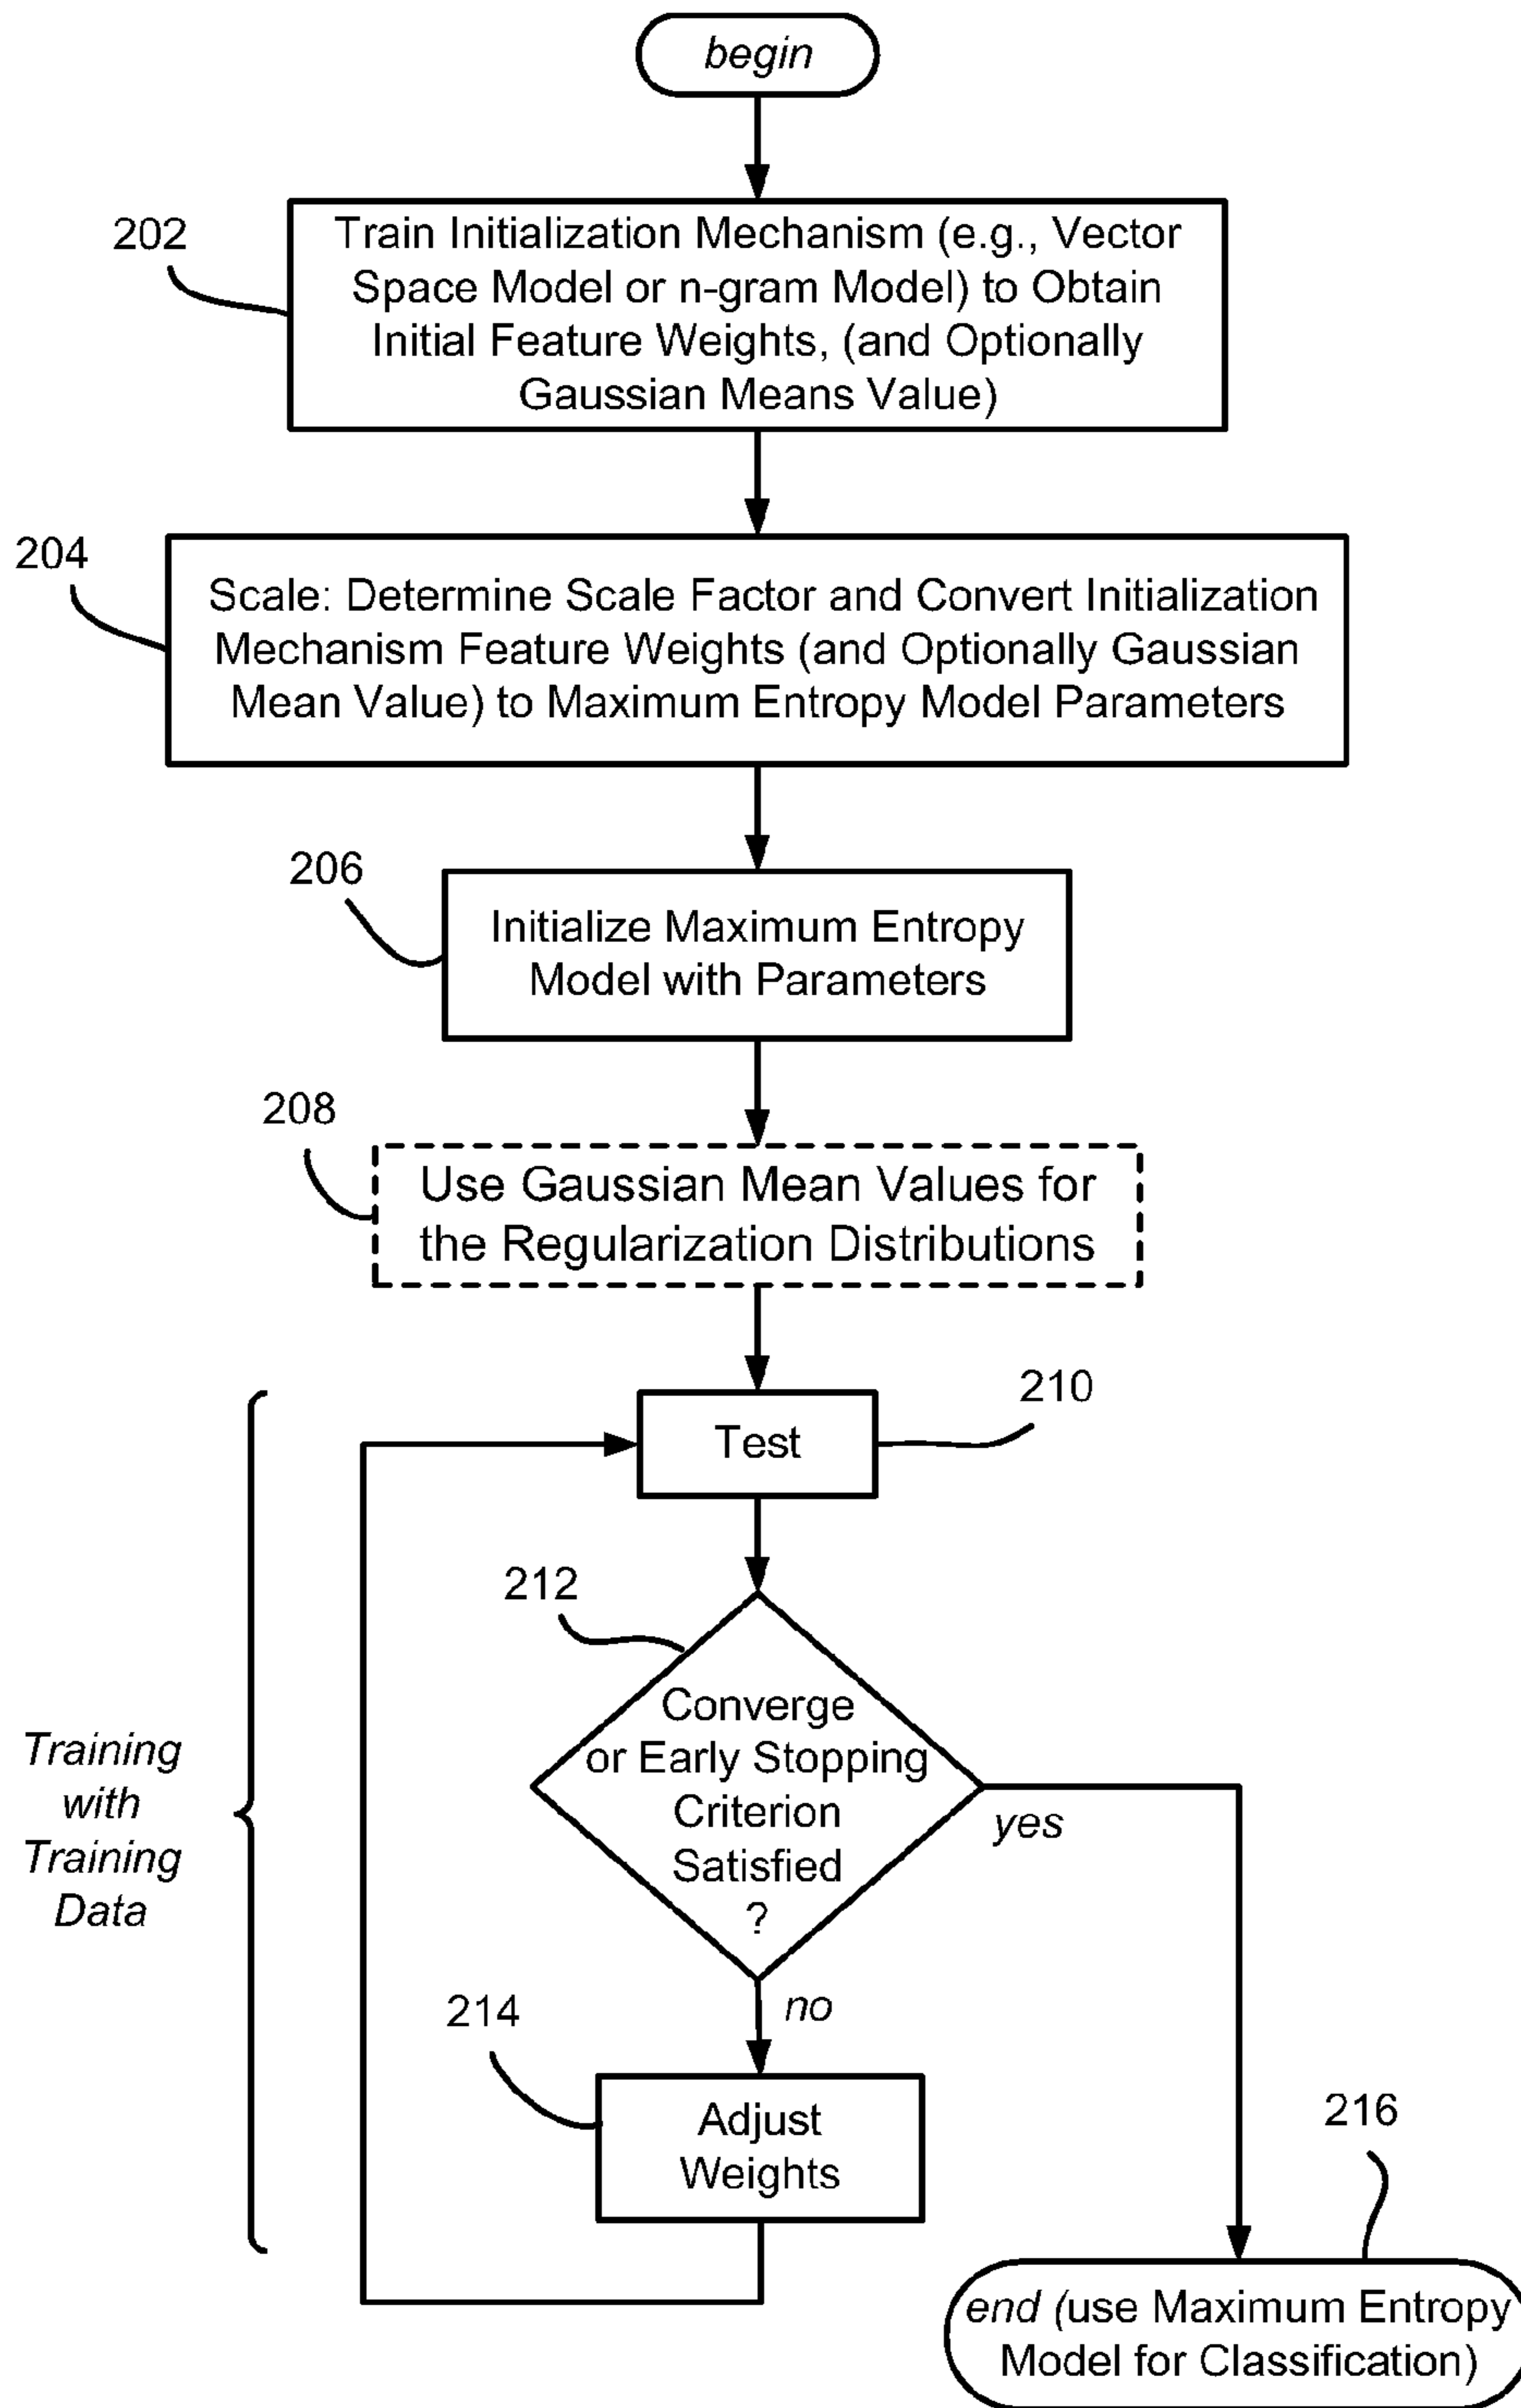 begin
202
Train Initialization Mechanism (e.g., Vector
Space Model or n-gram Model) to Obtain
Initial Feature Weights, (and Optionally
Gaussian Means Value)
204
Scale: Determine Scale Factor and Convert Initialization
Mechanism Feature Weights (and Optionally Gaussian
Mean Value) to Maximum Entropy Model Parameters
206
Initialize Maximum Entropy
Model with Parameters
208
Use Gaussian Mean Values for
the Regularization Distributions
210
Test
212
Converge
or Early Stopping
Criterion
Satisfied
?
yes
no
Training
with
Training
Data
214
Adjust
Weights
216
end (use Maximum Entropy
Model for Classification)